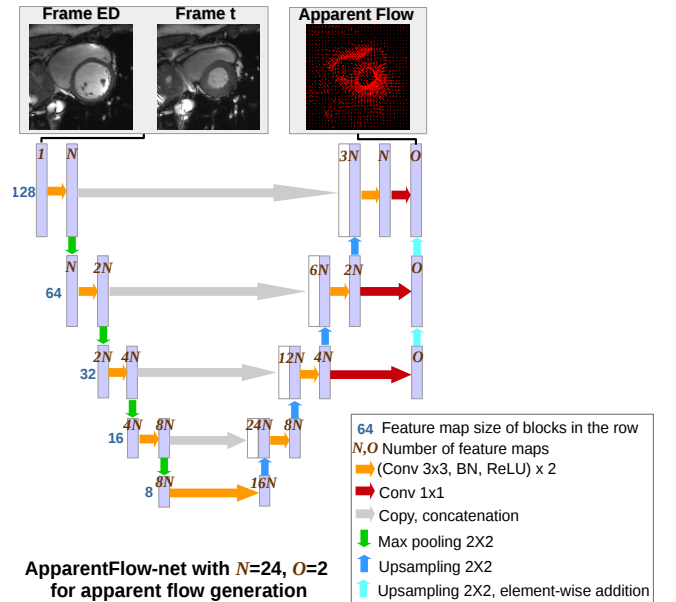 Frame ED Frame t Apparent Flow
1 N 3N N O
128
N 2N 6N 2N O
64
2N 4N 12N 4N O
32
4N 8N 24N 8N
16
8N 16N
8
64 Feature map size of blocks in the row
N,O Number of feature maps
(Conv 3x3, BN, ReLU) x 2
Conv 1x1
Copy, concatenation
Max pooling 2X2
Upsampling 2X2
Upsampling 2X2, element-wise addition
ApparentFlow-net with N=24, O=2
for apparent flow generation